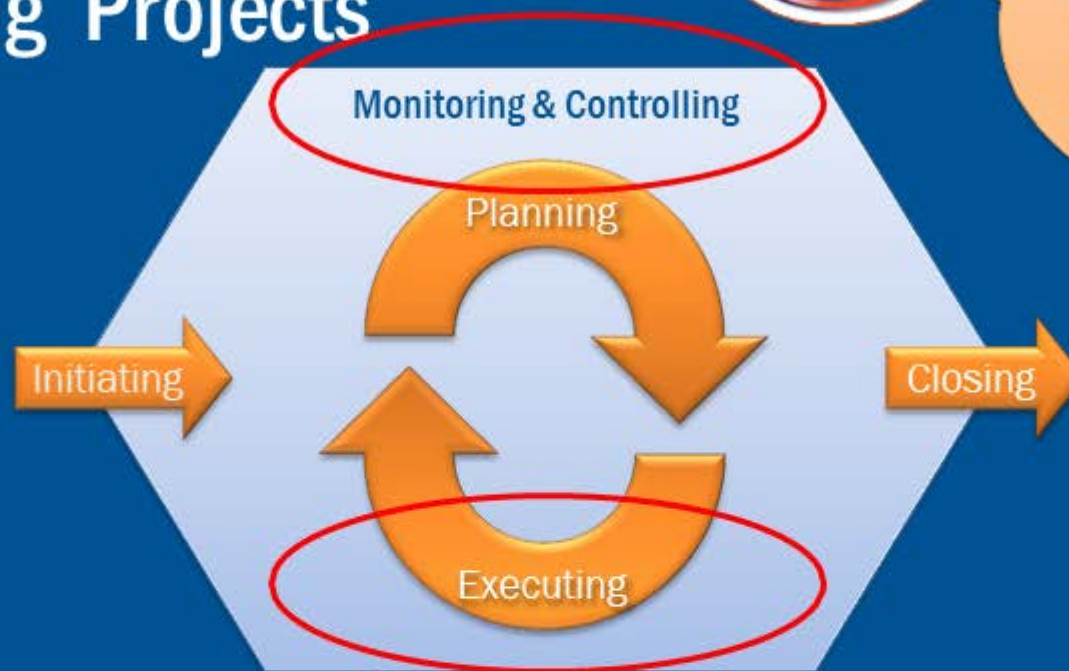 g Projects
Monitoring & Controlling
Planning
Initiating
Closing
Executing